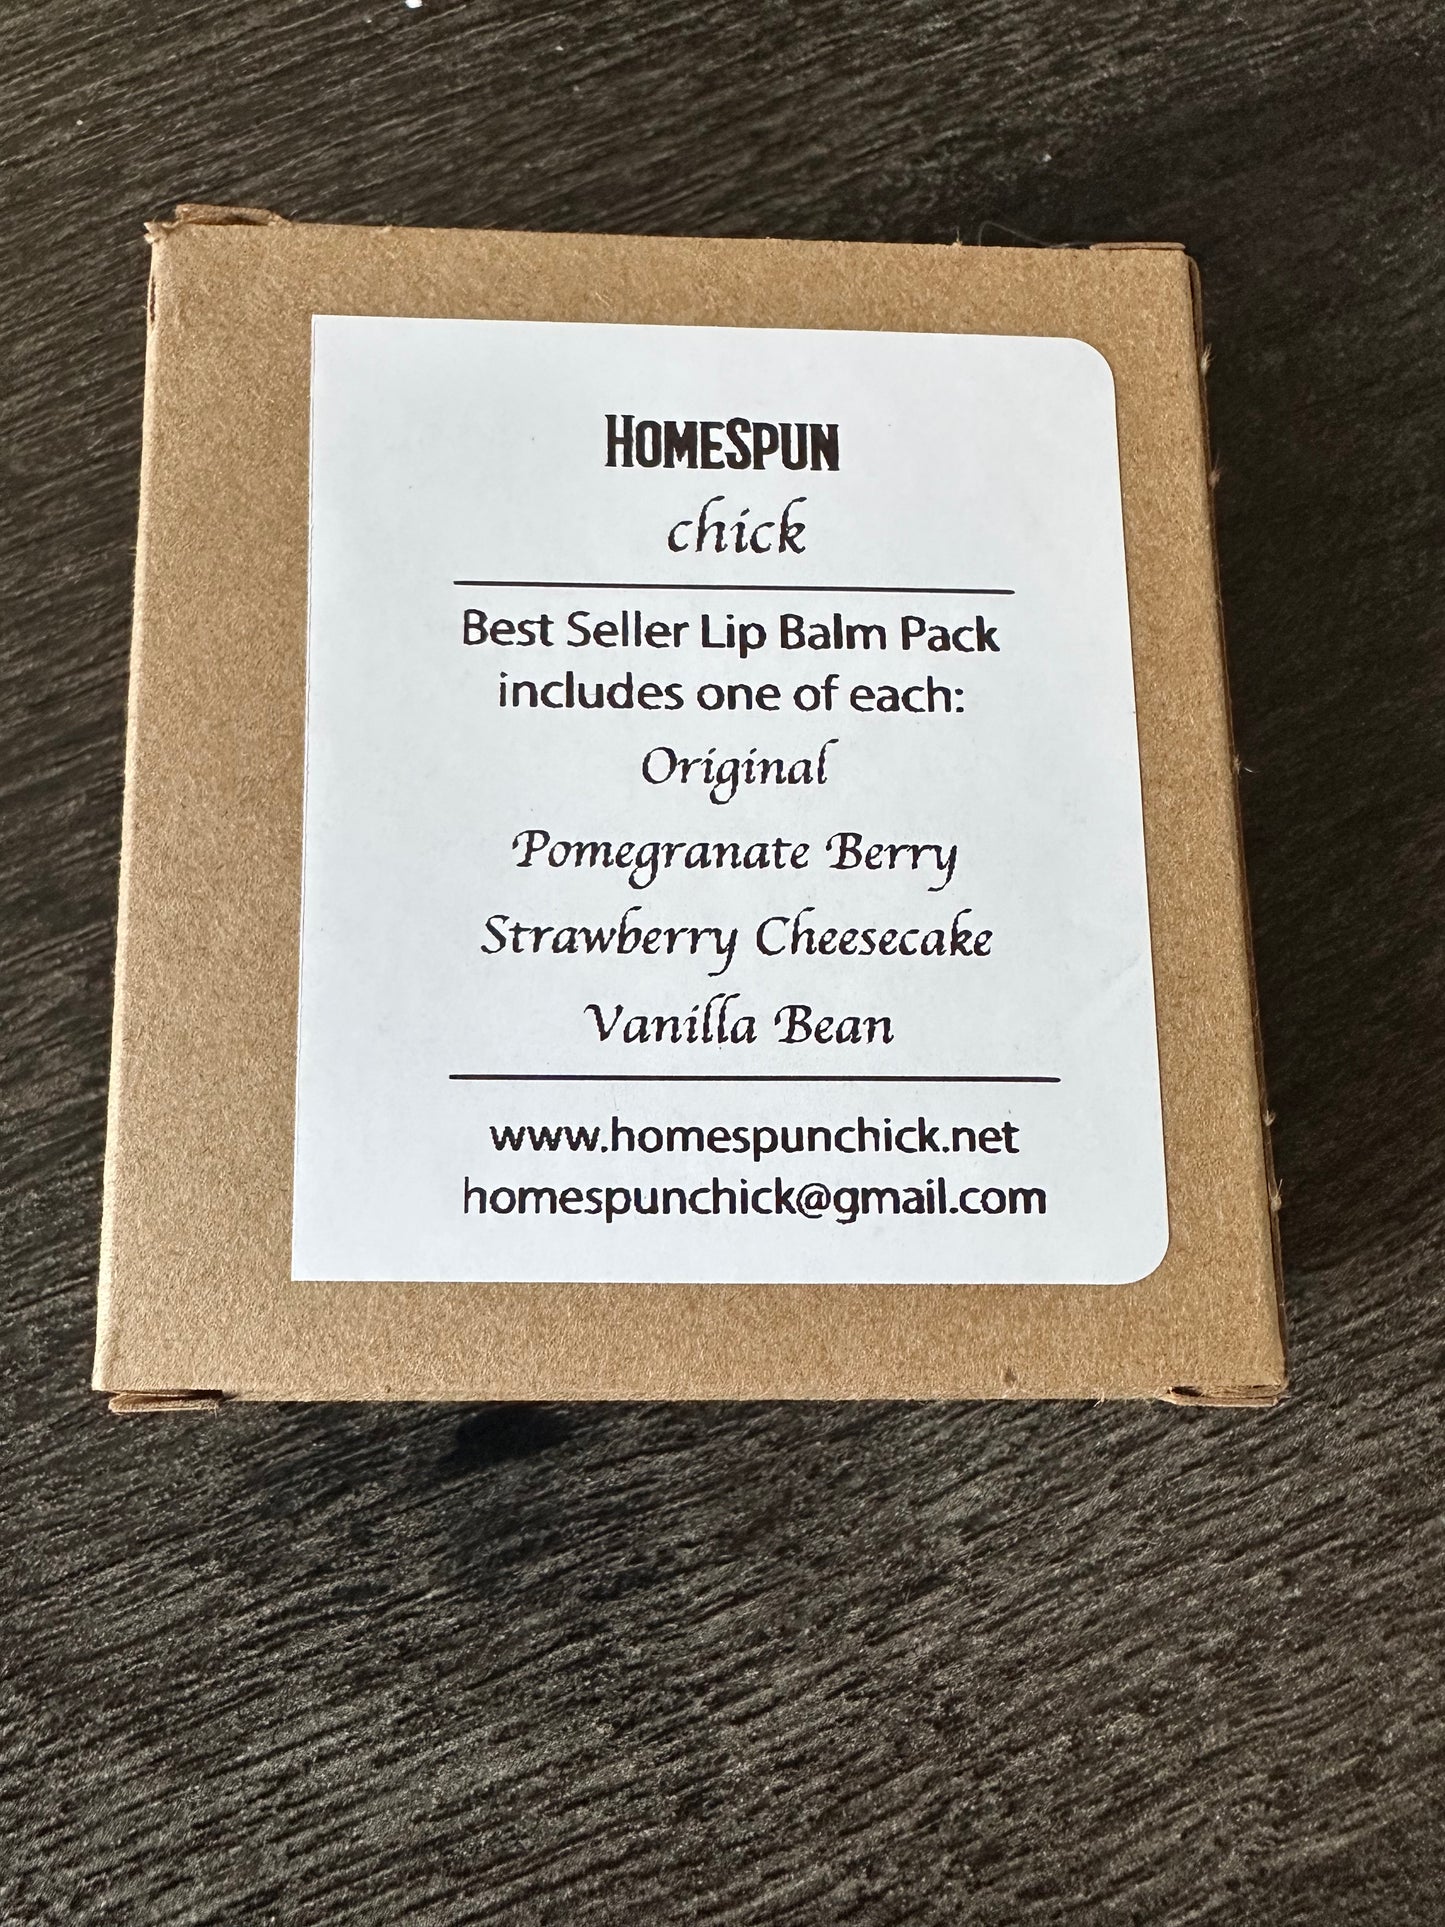 HOMESPUN
chick
Best Seller Lip Balm Pack
includes one of each:
Original
Pomegranate Berry
Strawberry Cheesecake
Vanilla Bean
www.homespunchick.net
homespunchick@gmail.com